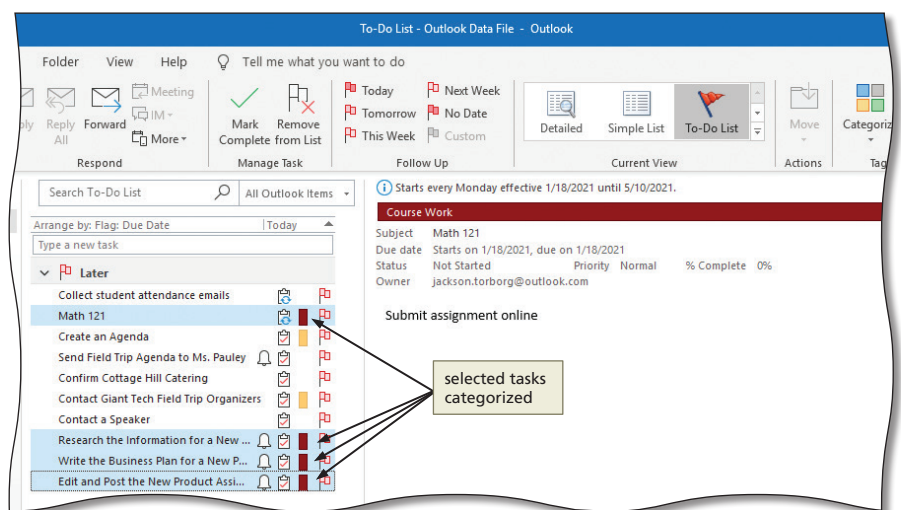 To-Do List - Outlook Data File - Outlook
Folder View Help Tell me what you want to do
Reply All
Forward
Meeting
IM
More
Respond
Mark Complete
Remove from List
Manage Task
Today
Tomorrow
This Week
Next Week
No Date
Custom
Follow Up
Detailed
Simple List
To-Do List
Current View
Move
Actions
Search To-Do List All Outlook Items
Arrange by: Flag: Due Date Today
Type a new task
Later
Collect student attendance emails
Math 121
Create an Agenda
Send Field Trip Agenda to Ms. Pauley
Confirm Cottage Hill Catering
Contact Giant Tech Field Trip Organizers
Contact a Speaker
Research the Information for a New ...
Write the Business Plan for a New P...
Edit and Post the New Product Assi...
Starts every Monday effective 1/18/2021 until 5/10/2021.
Course Work
Subject Math 121
Due date Starts on 1/18/2021, due on 1/18/2021
Status Not Started Priority Normal % Complete 0%
Owner jackson.torborg@outlook.com
Submit assignment online
selected tasks
categorized